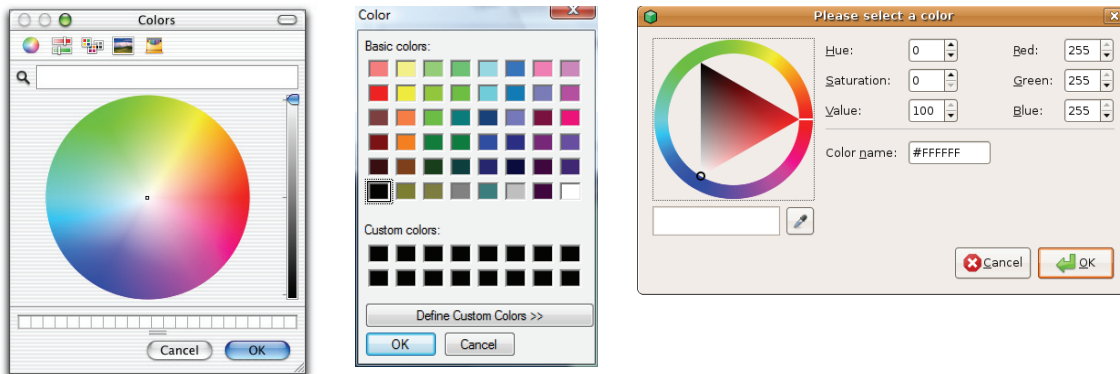 Colors
Cancel OK
Color
Basic colors:
Custom colors:
Define Custom Colors >>
OK Cancel
Please select a color
Hue: 0 Red: 255
Saturation: 0 Green: 255
Value: 100 Blue: 255
Color name: #FFFFFF
Cancel OK